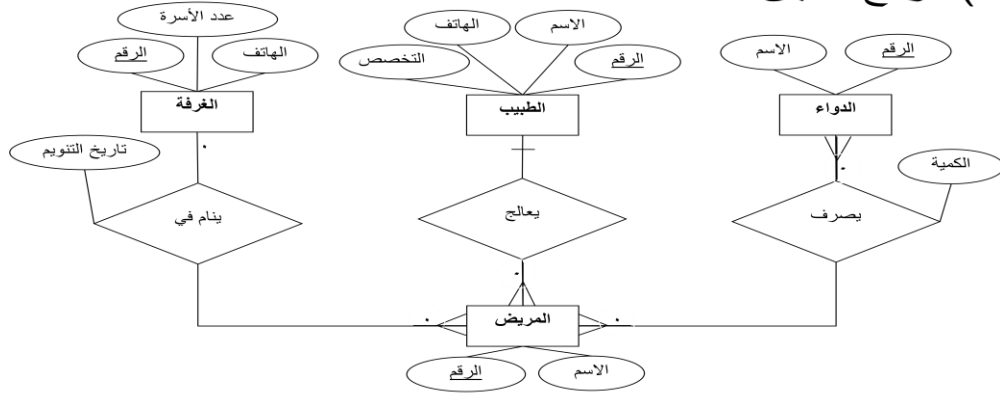 عدد الأسرة
الرقم
الهاتف
الغرفة
تاريخ التنويم
ينام في
الهاتف
الاسم
التخصص
الرقم
الطبيب
يعالج
الاسم
الرقم
الدواء
الكمية
يصرف
المريض
الرقم
الاسم